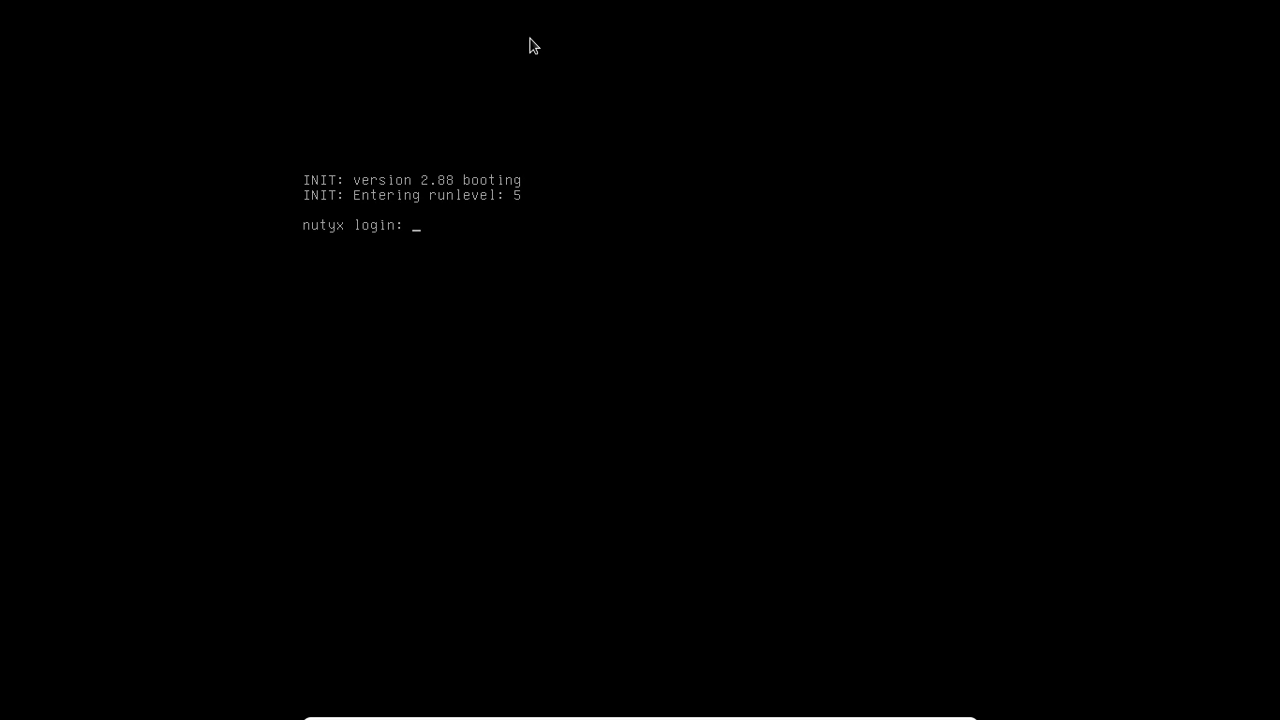 INIT: version 2.88 booting
INIT: Entering runlevel: 5
nutyx login: _